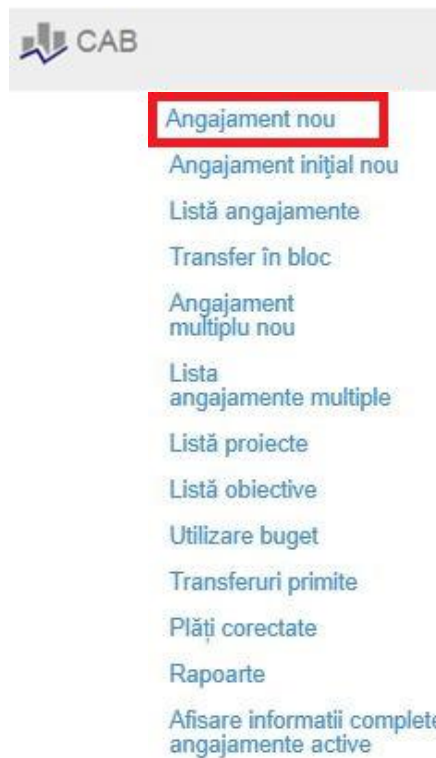 CAB
Angajament nou
Angajament iniţial nou
Listă angajamente
Transfer în bloc
Angajament
multiplu nou
Lista
angajamente multiple
Listă proiecte
Listă obiective
Utilizare buget
Transferuri primite
Plăți corectate
Rapoarte
Afisare informatii complete
angajamente active